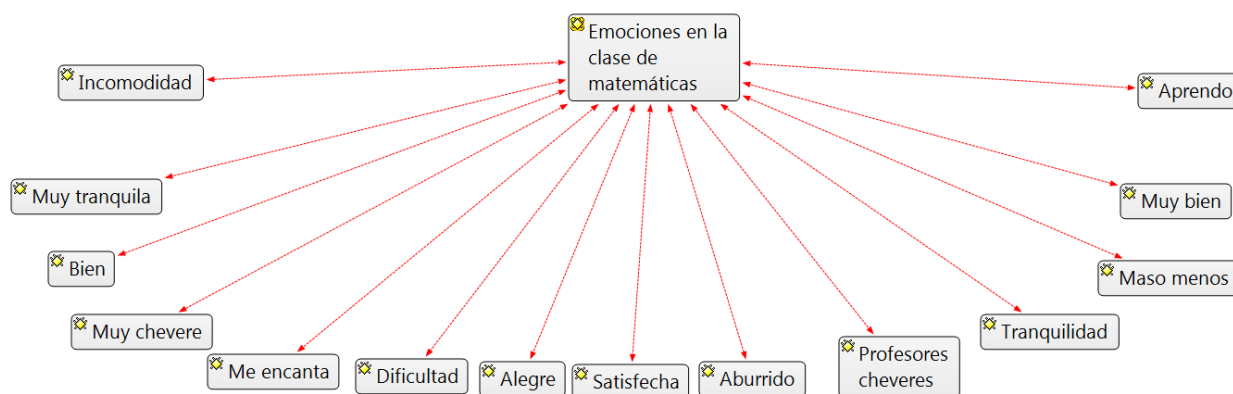 Emociones en la
clase de
matemáticas
Incomodidad
Aprendo
Muy tranquila
Muy bien
Bien
Maso menos
Muy chevere
Tranquilidad
Me encanta
Dificultad
Alegre
Satisfecha
Aburrido
Profesores
cheveres